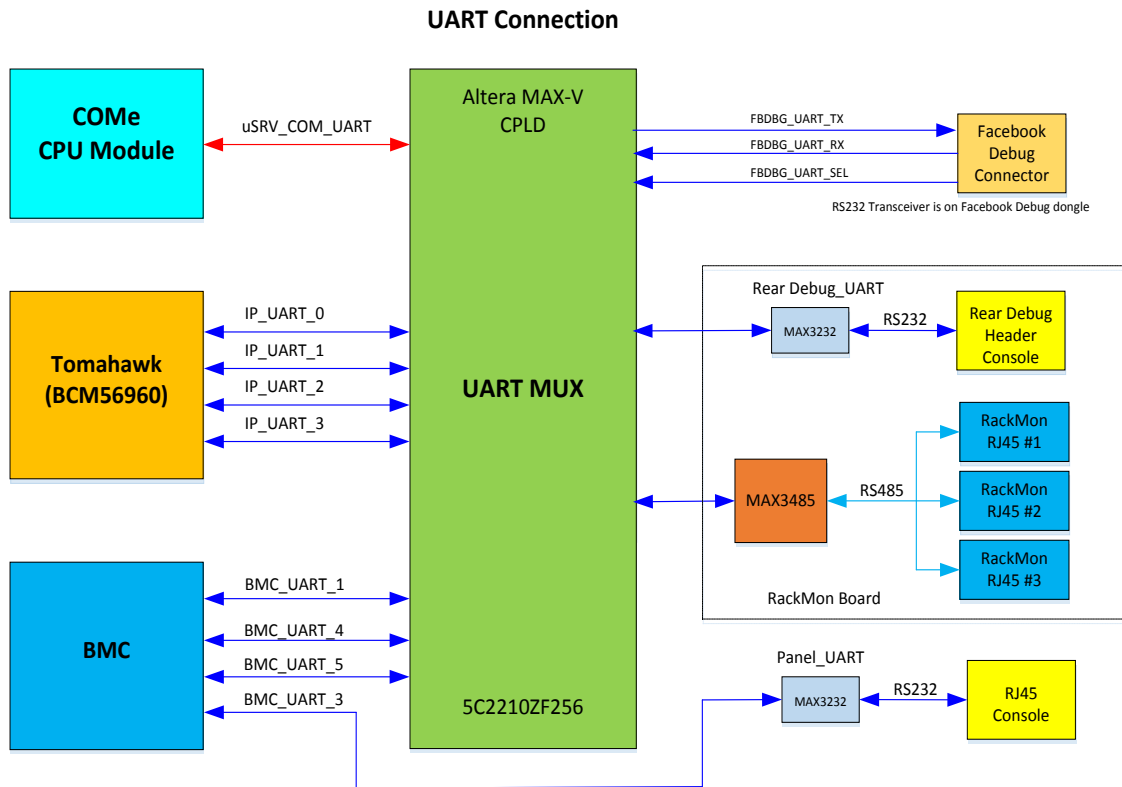 UART Connection
COMe
CPU Module
uSRV_COM_UART
Altera MAX-V
CPLD
FBDBG_UART_TX
FBDBG_UART_RX
FBDBG_UART_SEL
Facebook
Debug
Connector
RS232 Transceiver is on Facebook Debug dongle
Tomahawk
(BCM56960)
IP_UART_0
IP_UART_1
IP_UART_2
IP_UART_3
UART MUX
Rear Debug_UART
MAX3232
RS232
Rear Debug
Header
Console
MAX3485
RS485
RackMon
RJ45 #1
RackMon
RJ45 #2
RackMon
RJ45 #3
RackMon Board
BMC
BMC_UART_1
BMC_UART_4
BMC_UART_5
BMC_UART_3
5C2210ZF256
Panel_UART
MAX3232
RS232
RJ45
Console